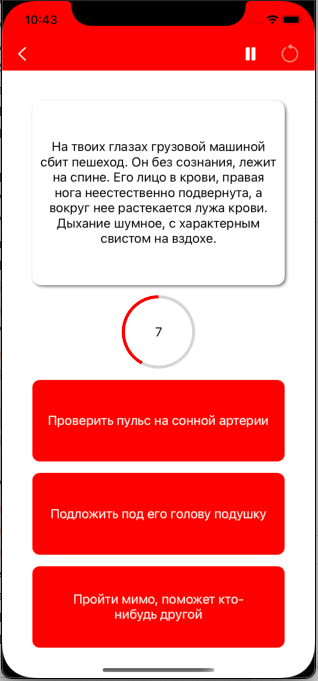 10:43
На твоих глазах грузовой машиной
сбит пешеход. Он без сознания, лежит
на спине. Его лицо в крови, правая
нога неестественно подвернута, а
вокруг нее растекается лужа крови.
Дыхание шумное, с характерным
свистом на вздохе.
7
Проверить пульс на сонной артерии
Подложить под его голову подушку
Пройти мимо, поможет кто-
нибудь другой